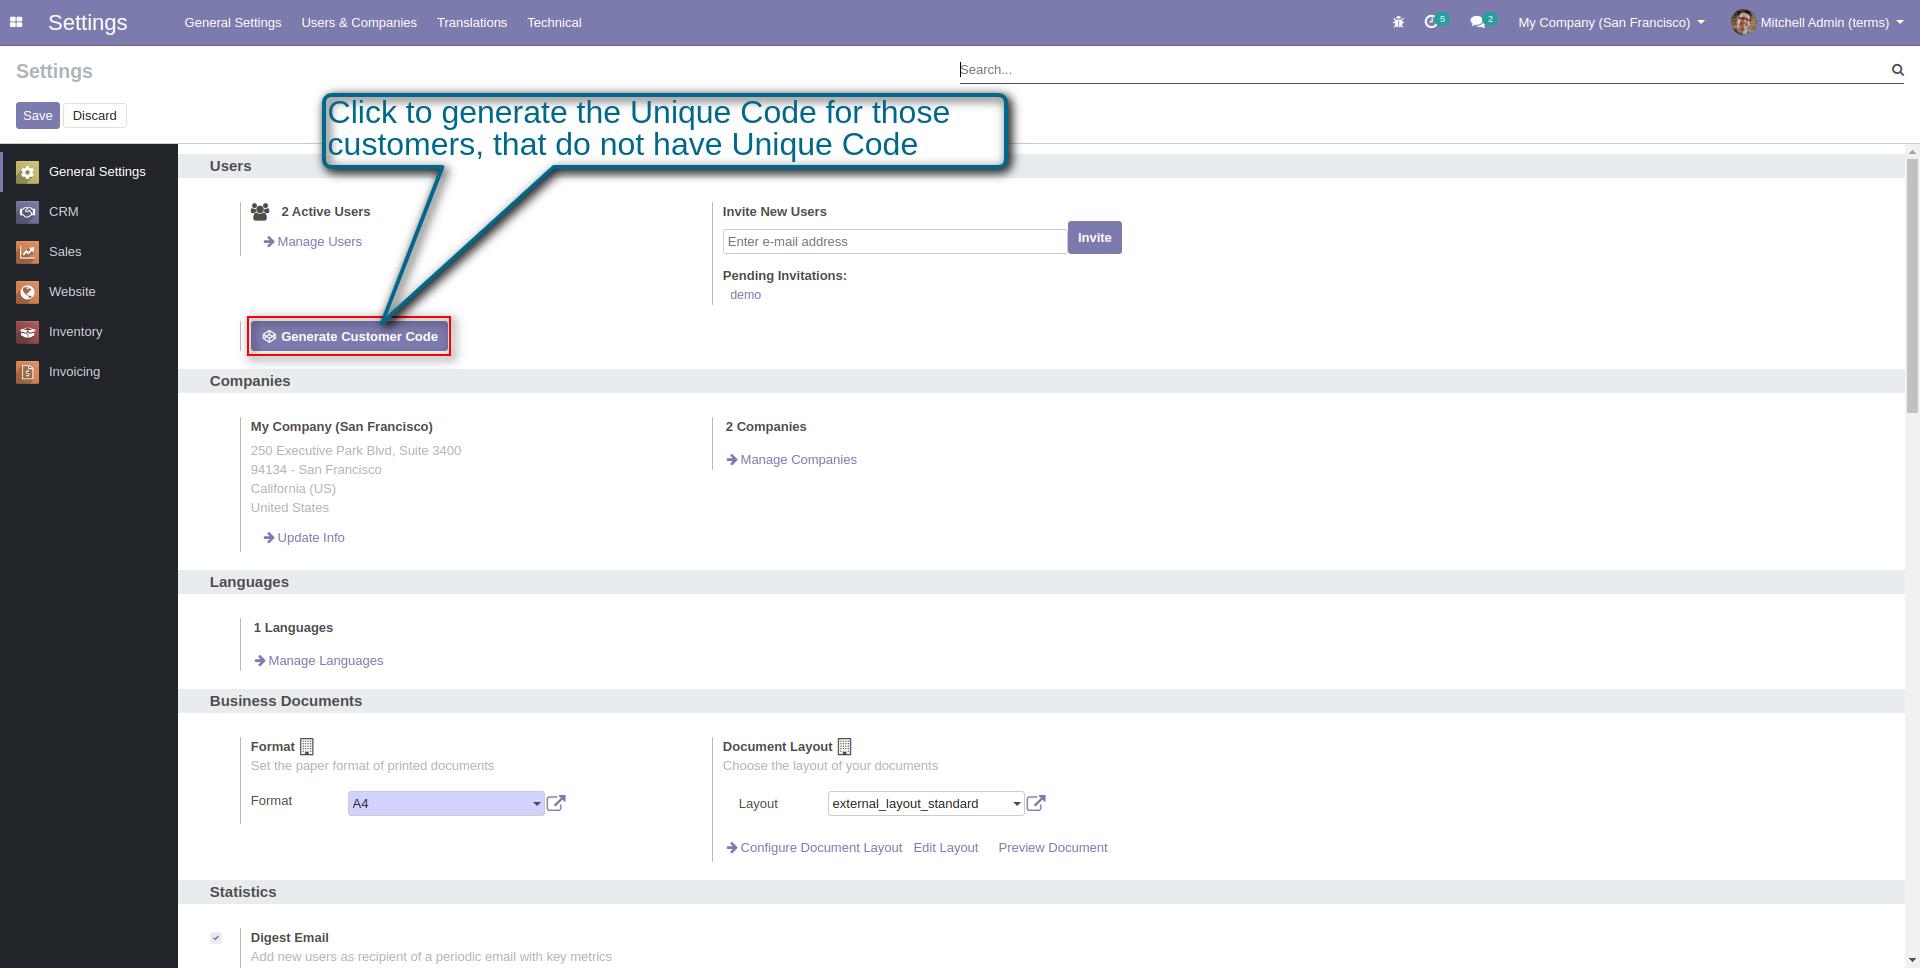 Settings General Settings Users & Companies Translations Technical 5 2 My Company (San Francisco) Mitchell Admin (terms)
Settings Search...
Save Discard
Click to generate the Unique Code for those
customers, that do not have Unique Code
General Settings
CRM
Sales
Website
Inventory
Invoicing
Users
2 Active Users
Manage Users
Invite New Users
Enter e-mail address Invite
Pending Invitations:
demo
Generate Customer Code
Companies
My Company (San Francisco)
250 Executive Park Blvd, Suite 3400
94134 - San Francisco
California (US)
United States
Update Info
2 Companies
Manage Companies
Languages
1 Languages
Manage Languages
Business Documents
Format
Set the paper format of printed documents
Format A4
Document Layout
Choose the layout of your documents
Layout external_layout_standard
Configure Document Layout Edit Layout Preview Document
Statistics
Digest Email
Add new users as recipient of a periodic email with key metrics